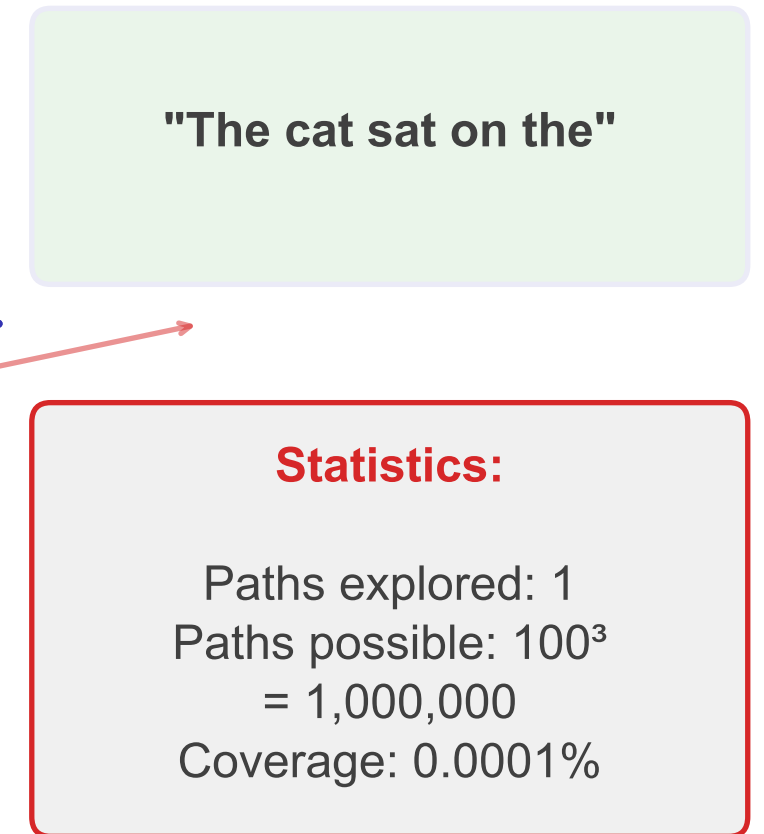 "The cat sat on the"
Statistics:
Paths explored: 1
Paths possible: 100³
= 1,000,000
Coverage: 0.0001%